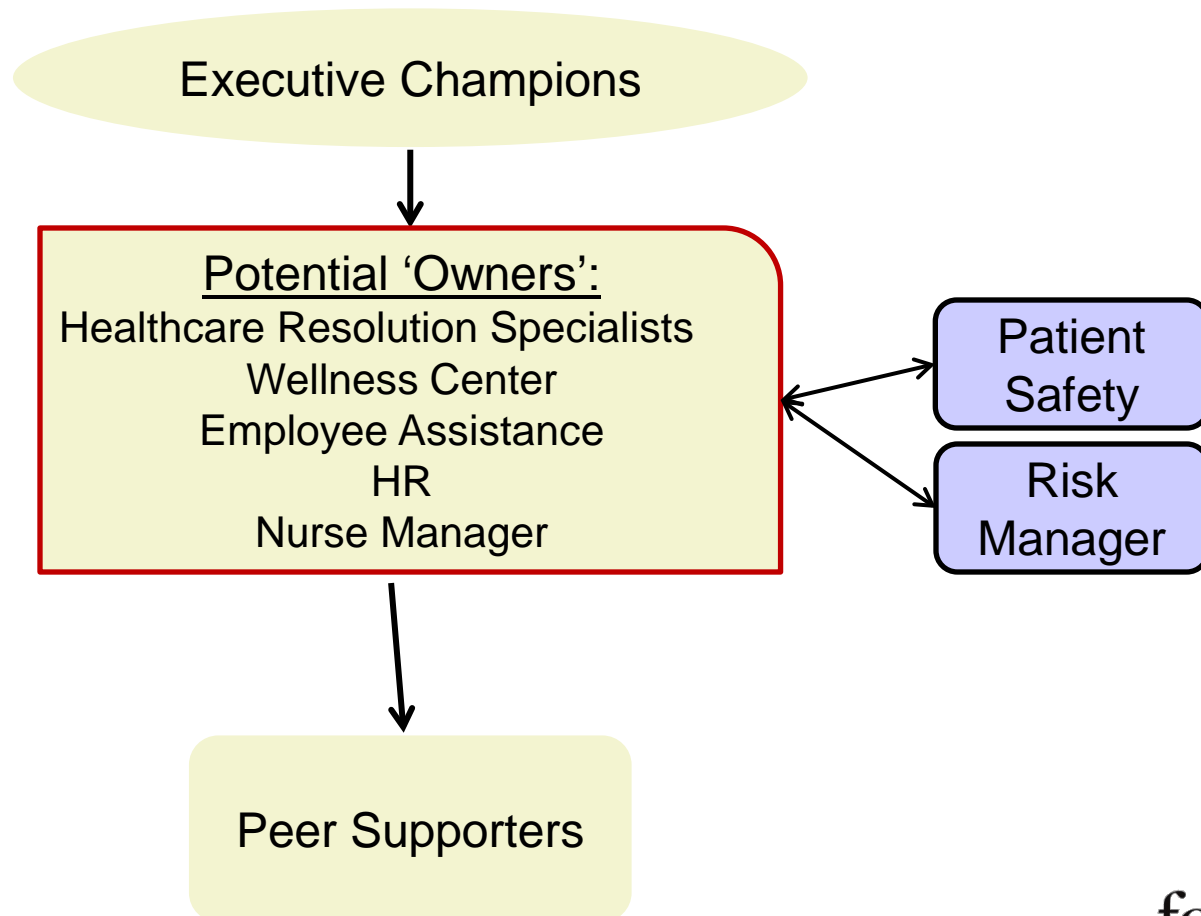 Executive Champions
Potential ‘Owners’:
Healthcare Resolution Specialists
Wellness Center
Employee Assistance
HR
Nurse Manager
Patient
Safety
Risk
Manager
Peer Supporters